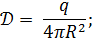 𝒟 = q / 4πR²;